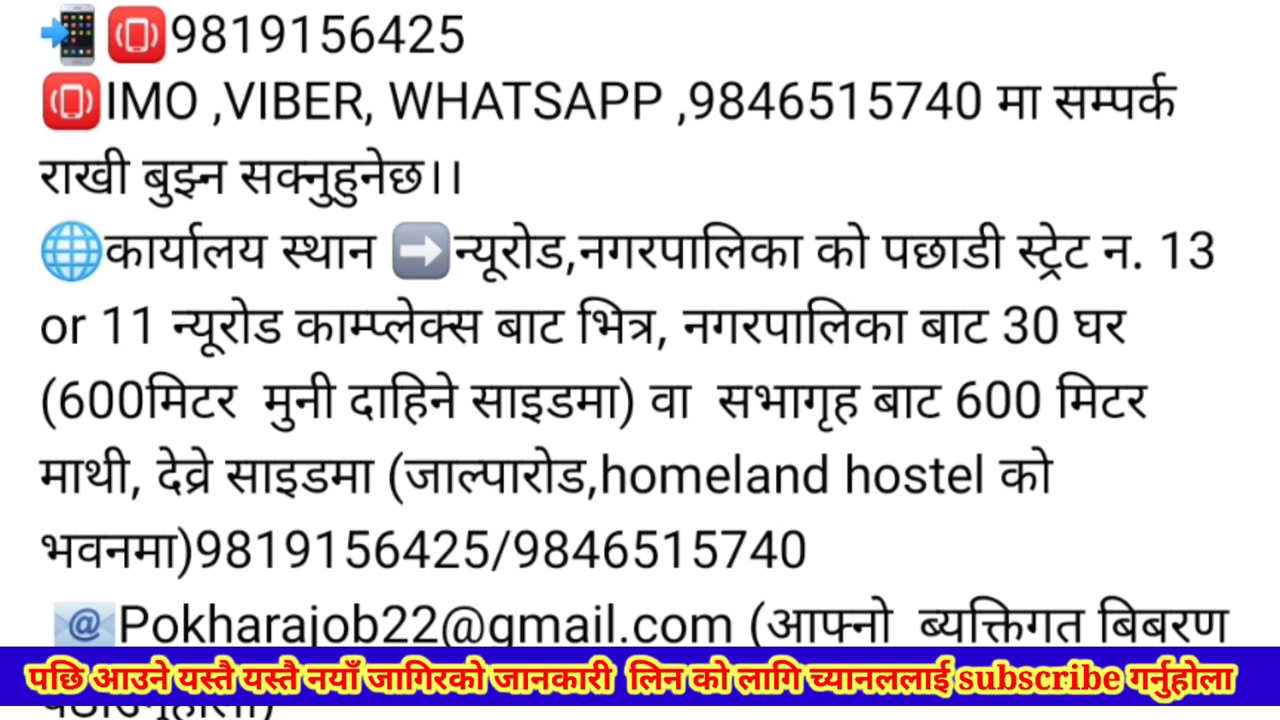 9819156425
IMO ,VIBER, WHATSAPP ,9846515740 मा सम्पर्क
राखी बुझ्न सक्नुहुनेछ।।
कार्यालय स्थान ➡न्यूरोड,नगरपालिका को पछाडी स्ट्रेट न. 13
or 11 न्यूरोड काम्प्लेक्स बाट भित्र, नगरपालिका बाट 30 घर
(600मिटर  मुनी दाहिने साइडमा) वा  सभागृह बाट 600 मिटर
माथी, देव्रे साइडमा (जाल्पारोड,homeland hostel को
भवनमा)9819156425/9846515740
Pokharajob22@gmail.com (आफ्नो  ब्यक्तिगत बिबरण
पछि आउने यस्तै यस्तै नयाँ जागिरको जानकारी  लिन को लागि च्यानललाई subscribe गर्नुहोला